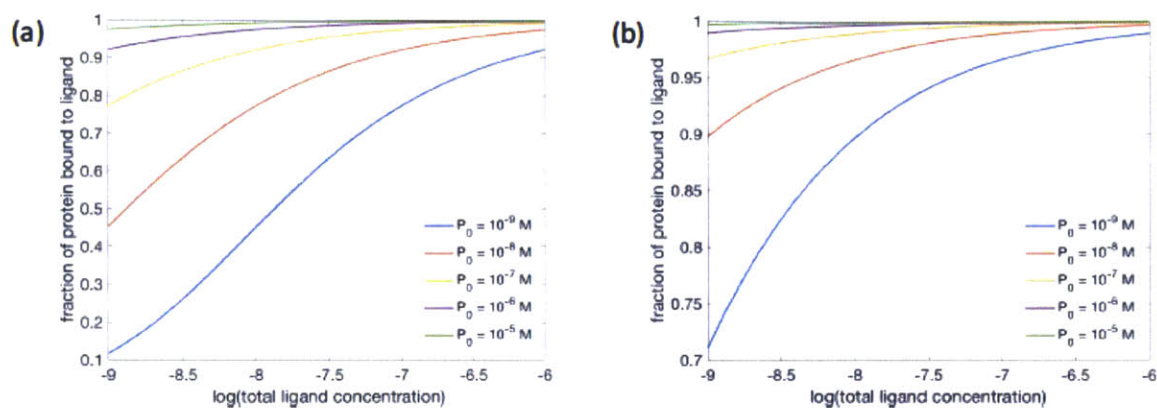 (a)
fraction of protein bound to ligand
1
0.9
0.8
0.7
0.6
0.5
0.4
0.3
0.2
0.1
-9
-8.5
-8
-7.5
-7
-6.5
-6
log(total ligand concentration)
P₀ = 10⁻⁹ M
P₀ = 10⁻⁸ M
P₀ = 10⁻⁷ M
P₀ = 10⁻⁶ M
P₀ = 10⁻⁵ M
(b)
fraction of protein bound to ligand
1
0.95
0.9
0.85
0.8
0.75
0.7
-9
-8.5
-8
-7.5
-7
-6.5
-6
log(total ligand concentration)
P₀ = 10⁻⁹ M
P₀ = 10⁻⁸ M
P₀ = 10⁻⁷ M
P₀ = 10⁻⁶ M
P₀ = 10⁻⁵ M